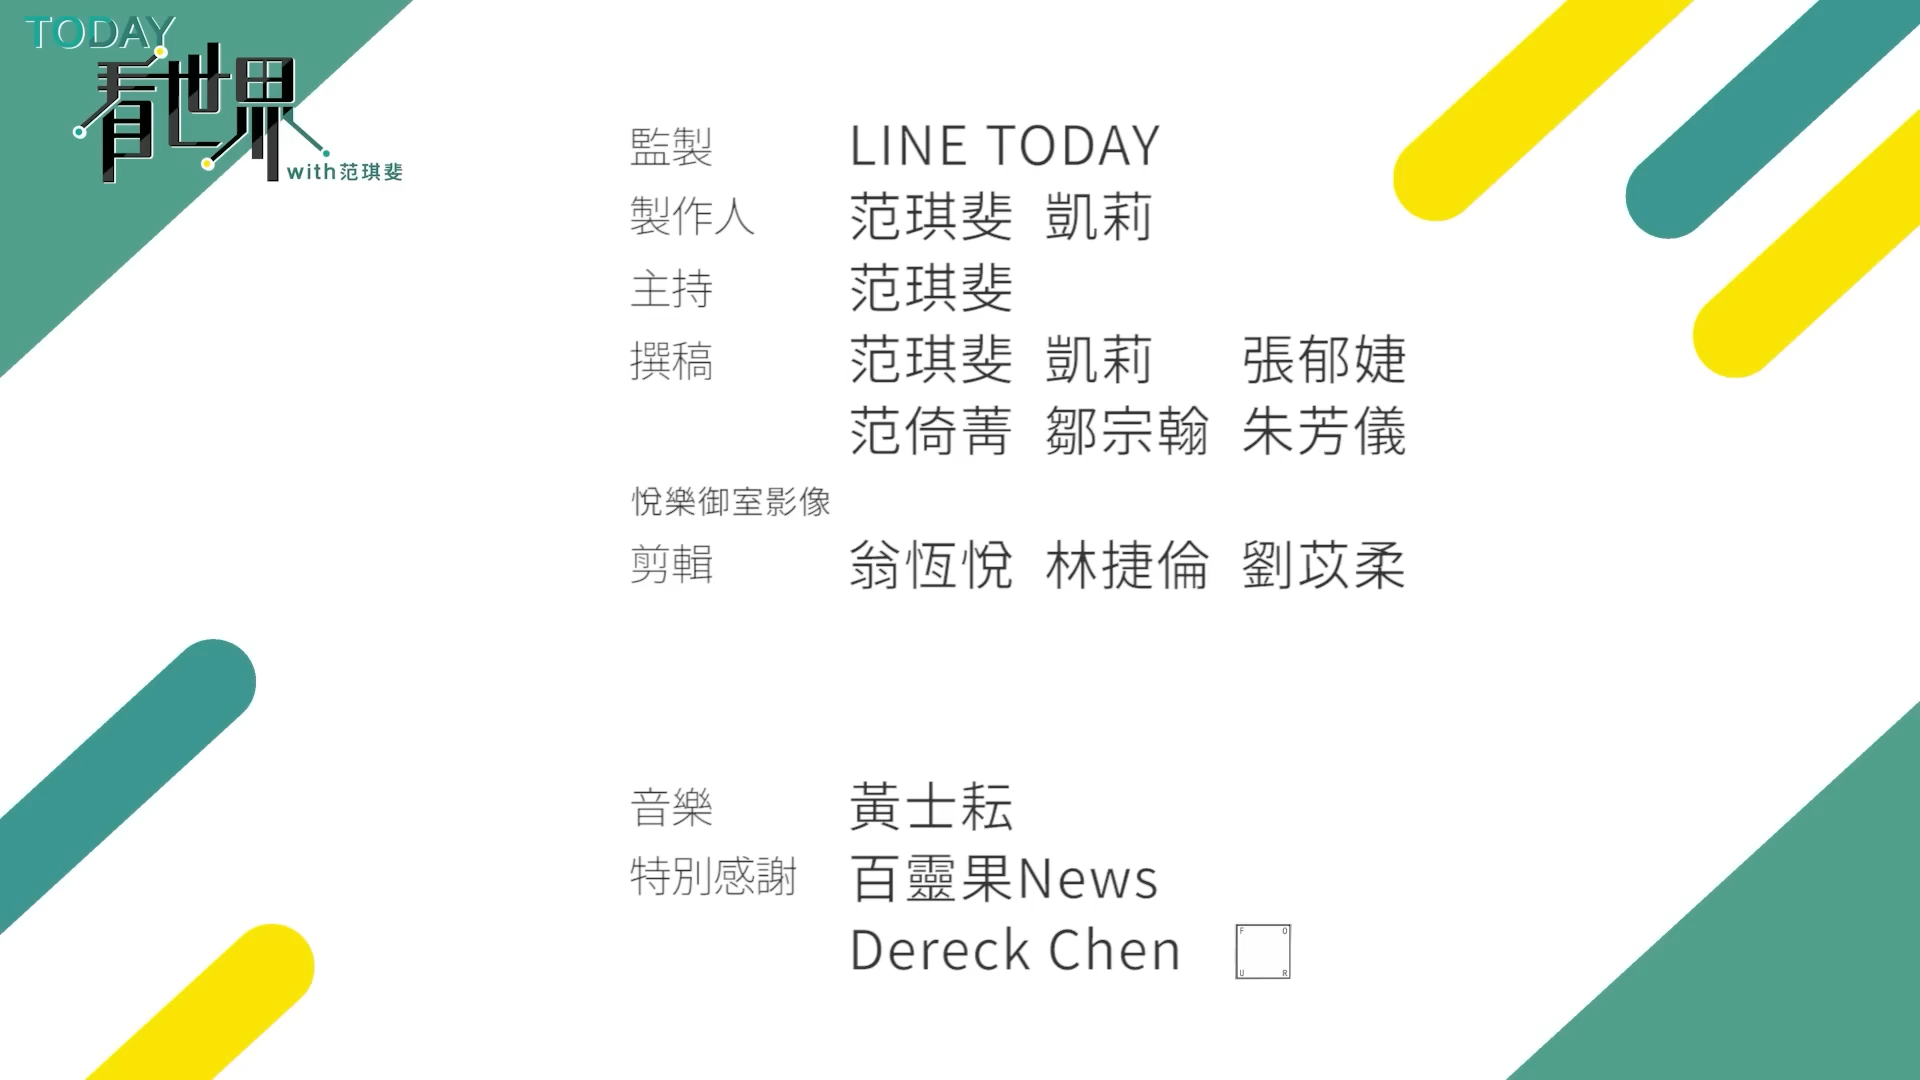 TODAY
看世界
with范琪斐
監製 LINE TODAY
製作人 范琪斐 凱莉
主持 范琪斐
撰稿 范琪斐 凱莉 張郁婕
范倚菁 鄒宗翰 朱芳儀
悅樂御室影像
剪輯 翁恆悅 林捷倫 劉苡柔
音樂 黃士耘
特別感謝 百靈果News
Dereck Chen
F O
U R